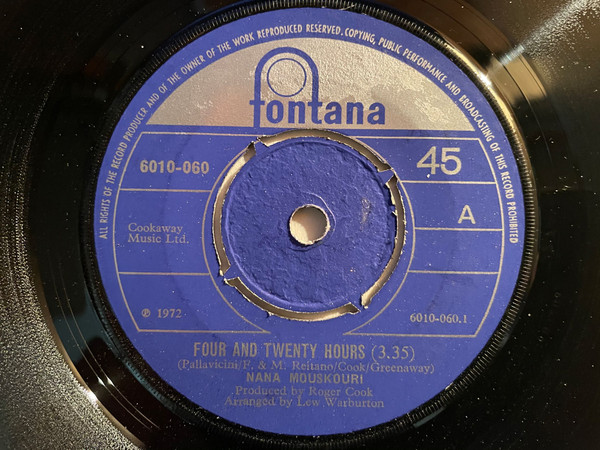 ALL RIGHTS OF THE RECORD PRODUCER AND OF THE OWNER OF THE WORK REPRODUCED RESERVED. COPYING, PUBLIC PERFORMANCE AND BROADCASTING OF THIS RECORD PROHIBITED
fontana
6010-060
45
A
Cookaway
Music Ltd.
℗ 1972
6010-060.1
FOUR AND TWENTY HOURS (3.35)
(Pallavicini/F. & M. Reitano/Cook/Greenaway)
NANA MOUSKOURI
Produced by Roger Cook
Arranged by Lew Warburton